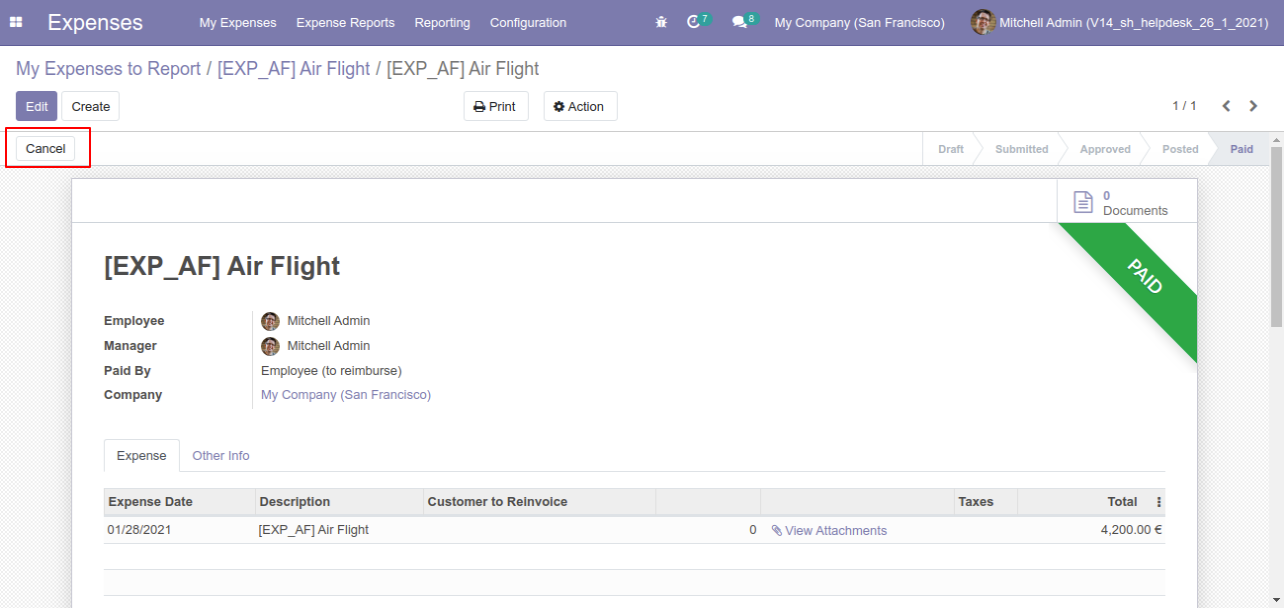 Expenses My Expenses Expense Reports Reporting Configuration 7 8 My Company (San Francisco) Mitchell Admin (V14_sh_helpdesk_26_1_2021)
My Expenses to Report / [EXP_AF] Air Flight / [EXP_AF] Air Flight
Edit Create Print Action 1 / 1
Cancel Draft Submitted Approved Posted Paid
0
Documents
PAID
[EXP_AF] Air Flight
Employee Mitchell Admin
Manager Mitchell Admin
Paid By Employee (to reimburse)
Company My Company (San Francisco)
Expense Other Info
Expense Date Description Customer to Reinvoice Taxes Total
01/28/2021 [EXP_AF] Air Flight 0 View Attachments 4,200.00 €